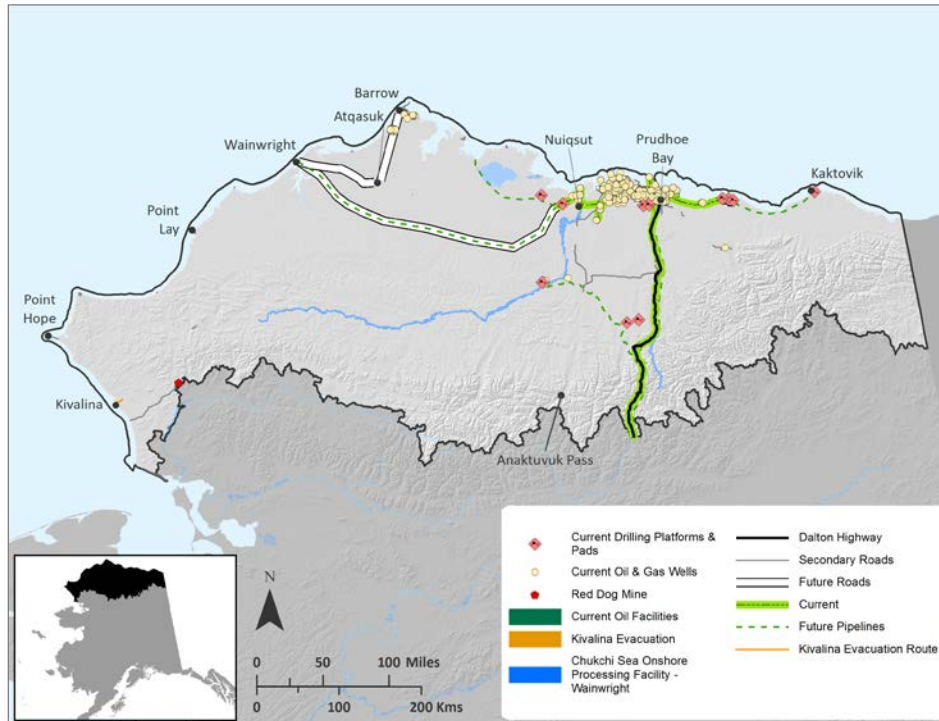 Barrow
Atqasuk
Wainwright
Nuiqsut
Prudhoe
Bay
Kaktovik
Point
Lay
Point
Hope
Kivalina
Anaktuvuk Pass
N
0 50 100 Miles
0 100 200 Kms
Current Drilling Platforms &
Pads
Current Oil & Gas Wells
Red Dog Mine
Current Oil Facilities
Kivalina Evacuation
Chukchi Sea Onshore
Processing Facility -
Wainwright
Dalton Highway
Secondary Roads
Future Roads
Current
Future Pipelines
Kivalina Evacuation Route